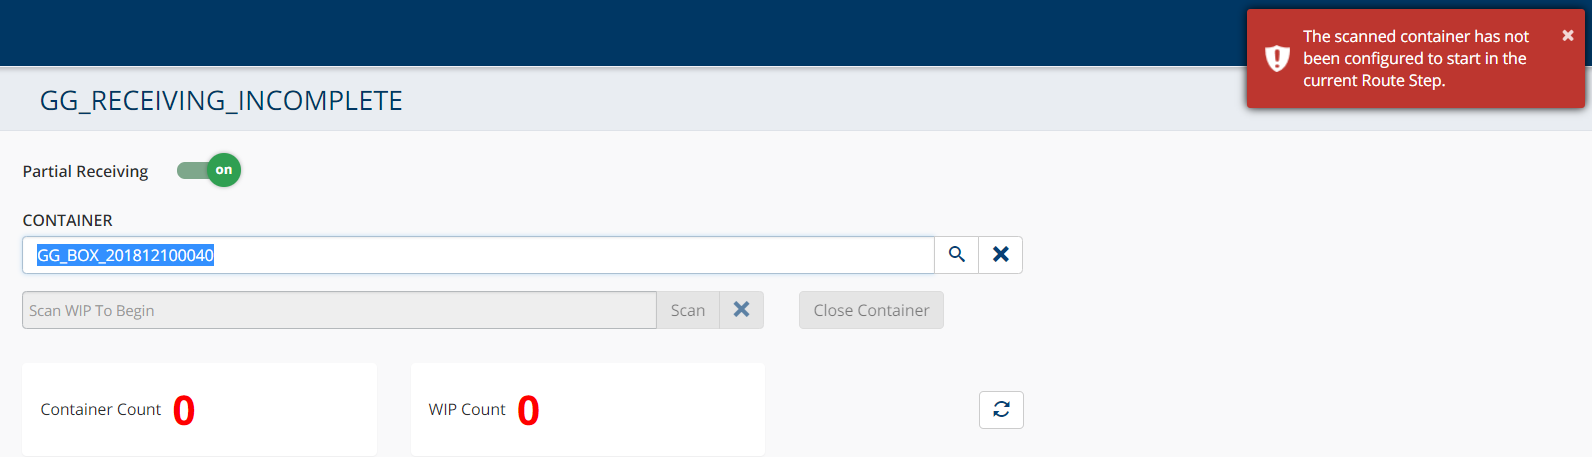 The scanned container has not
been configured to start in the
current Route Step.
GG_RECEIVING_INCOMPLETE
Partial Receiving on
CONTAINER
GG_BOX_201812100040
Scan WIP To Begin Scan Close Container
Container Count 0 WIP Count 0